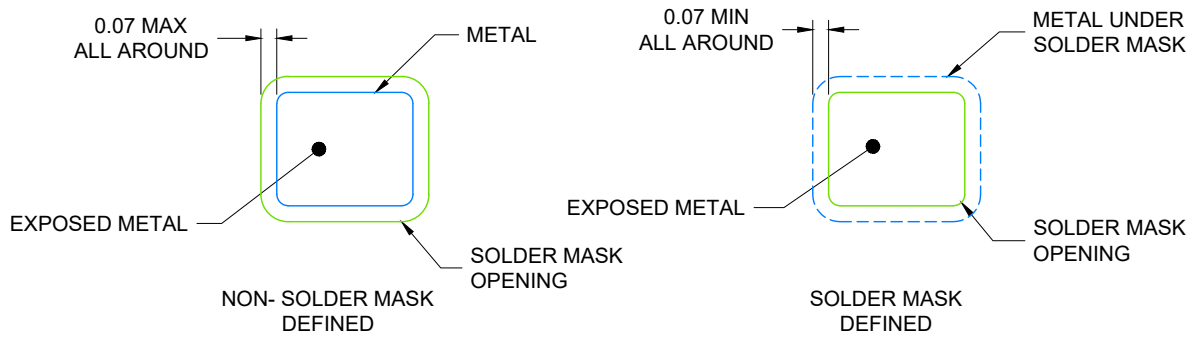 0.07 MAX
ALL AROUND
METAL
EXPOSED METAL
SOLDER MASK
OPENING
NON- SOLDER MASK
DEFINED
0.07 MIN
ALL AROUND
METAL UNDER
SOLDER MASK
EXPOSED METAL
SOLDER MASK
OPENING
SOLDER MASK
DEFINED